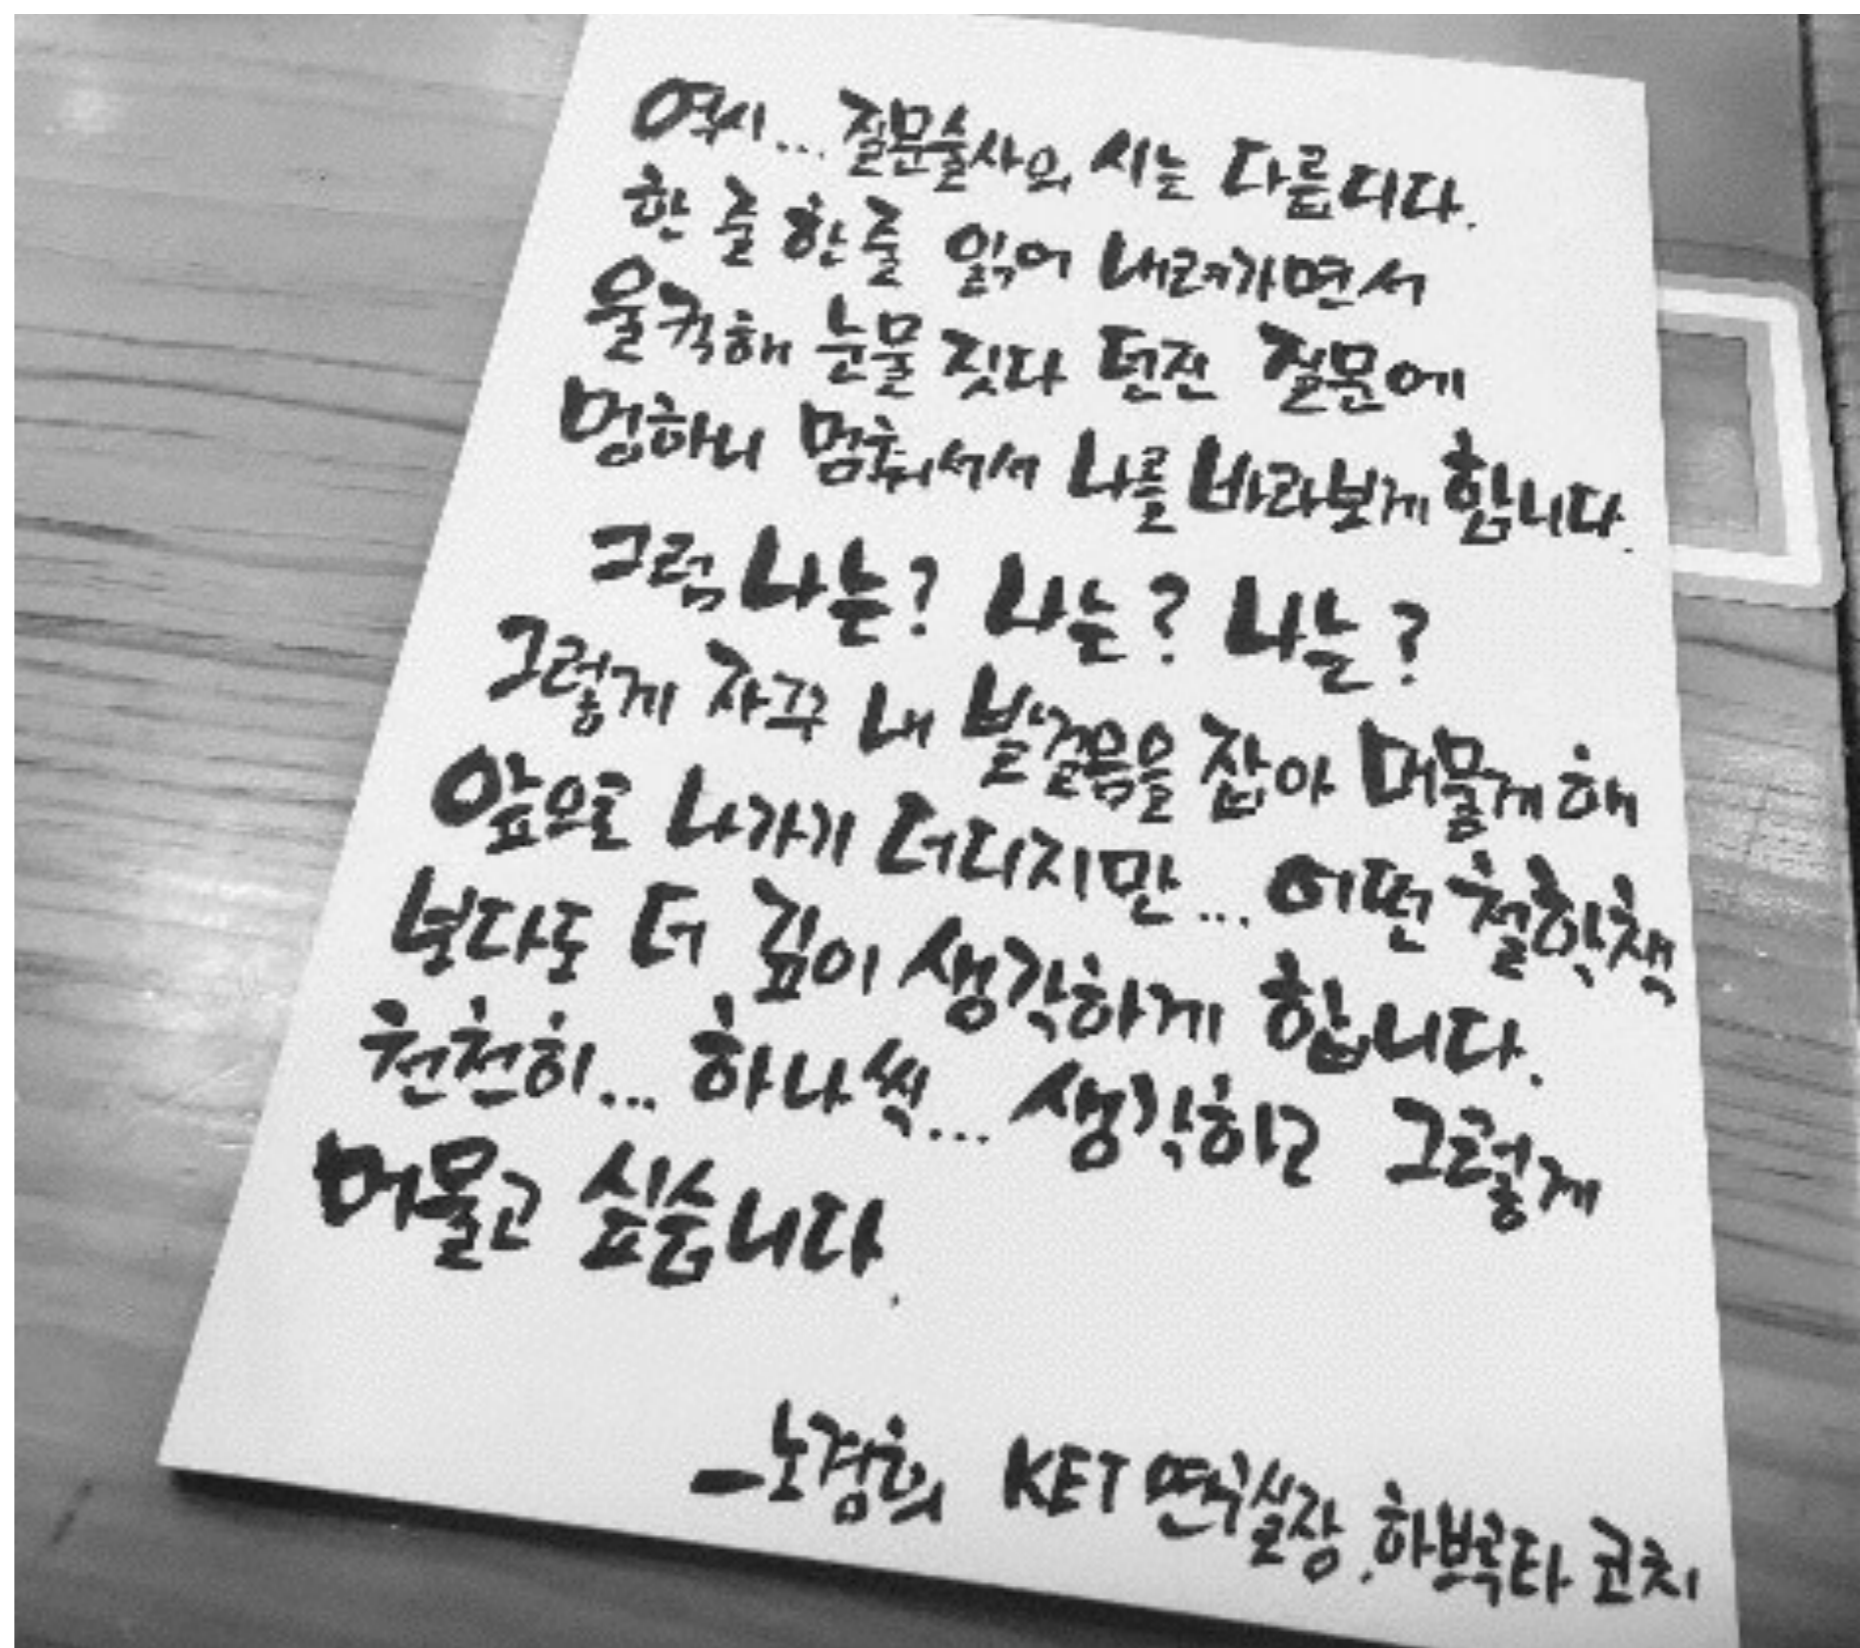 역시... 질문술사의 시는 다릅디다.
한 줄 한 줄 읽어 내려가면서
울컥해 눈물 짓다 던전 질문에
멍하니 멈춰서서 나를 바라보게 합니다.
그럼 나는? 나는? 나는?
그렇게 자꾸 내 발걸음을 잡아 머물게 해
앞으로 나가기 더디지만... 어떤 철학책
보다도 더 깊이 생각하게 합니다.
천천히... 하나씩... 생각하고 그렇게
머물고 싶습니다.
-노경희 KET 연구실장, 하브루타 코치